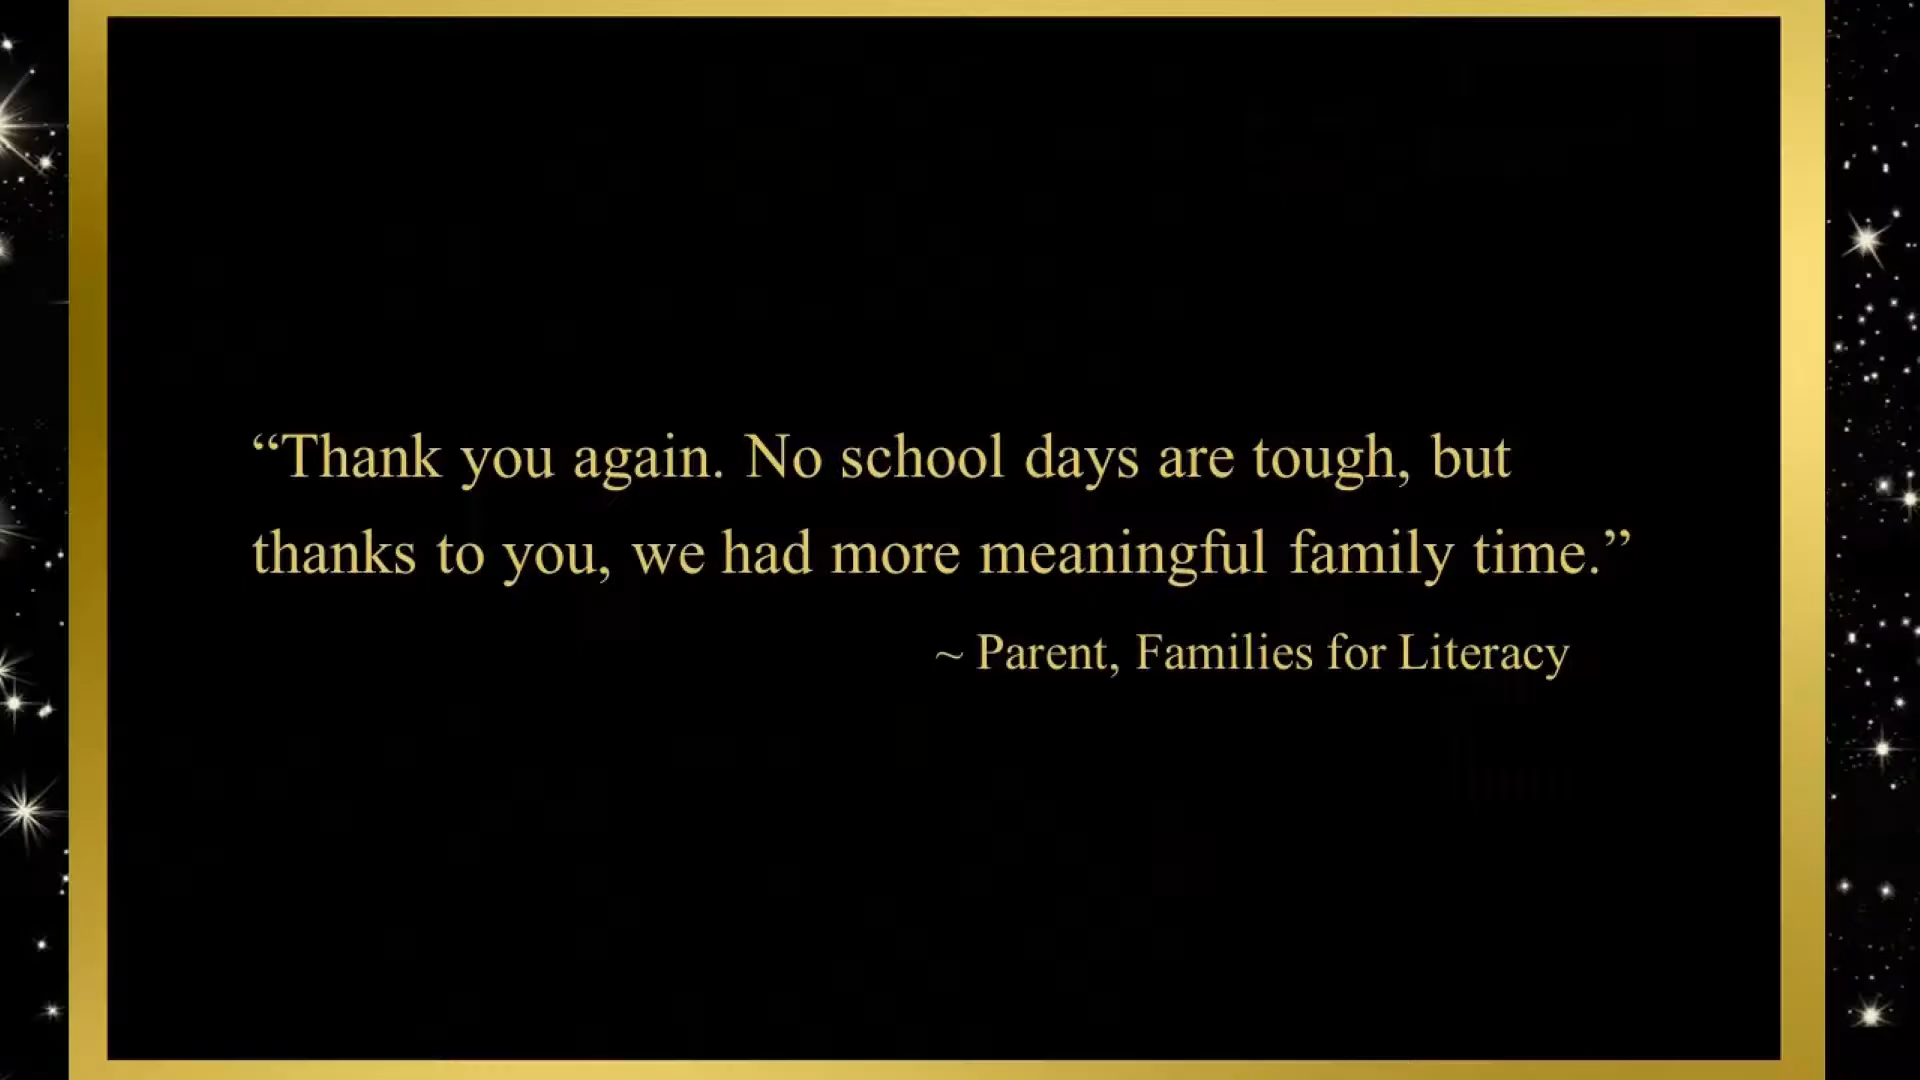 “Thank you again. No school days are tough, but
thanks to you, we had more meaningful family time.”
~ Parent, Families for Literacy